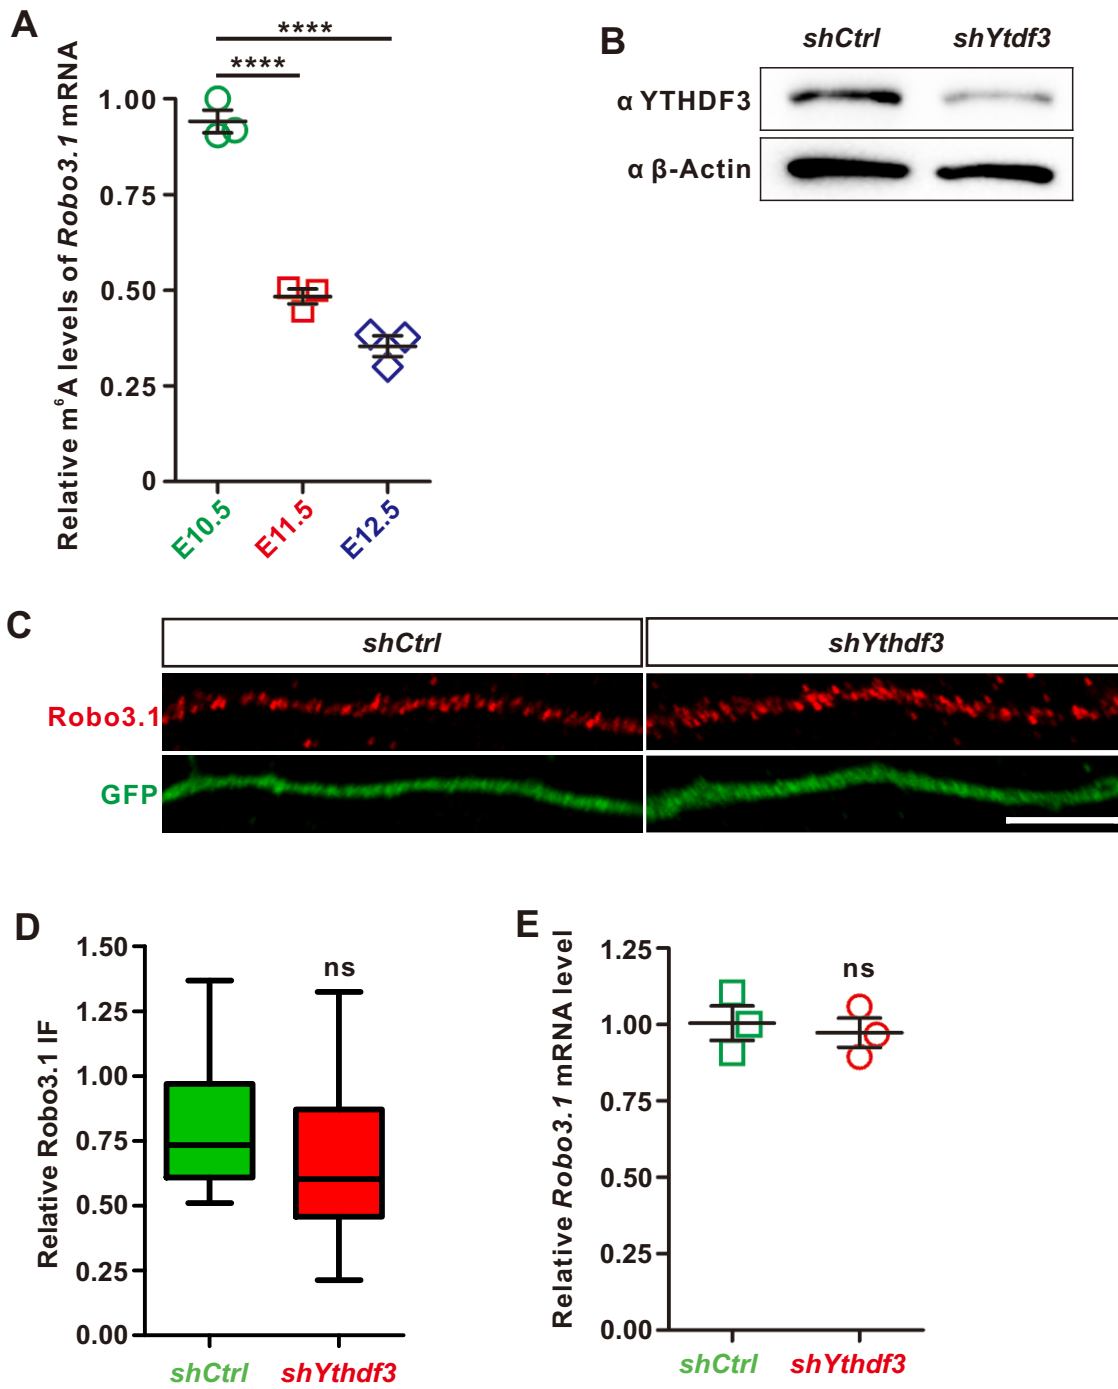 A
Relative m⁶A levels of Robo3.1 mRNA
****
****
1.00
0.75
0.50
0.25
0
E10.5
E11.5
E12.5
B
shCtrl shYtdf3
α YTHDF3
α β-Actin
C
shCtrl shYthdf3
Robo3.1
GFP
D
Relative Robo3.1 IF
1.50
1.25
1.00
0.75
0.50
0.25
0.00
ns
shCtrl shYthdf3
E
Relative Robo3.1 mRNA level
1.25
1.00
0.75
0.50
0.25
0.00
ns
shCtrl shYthdf3